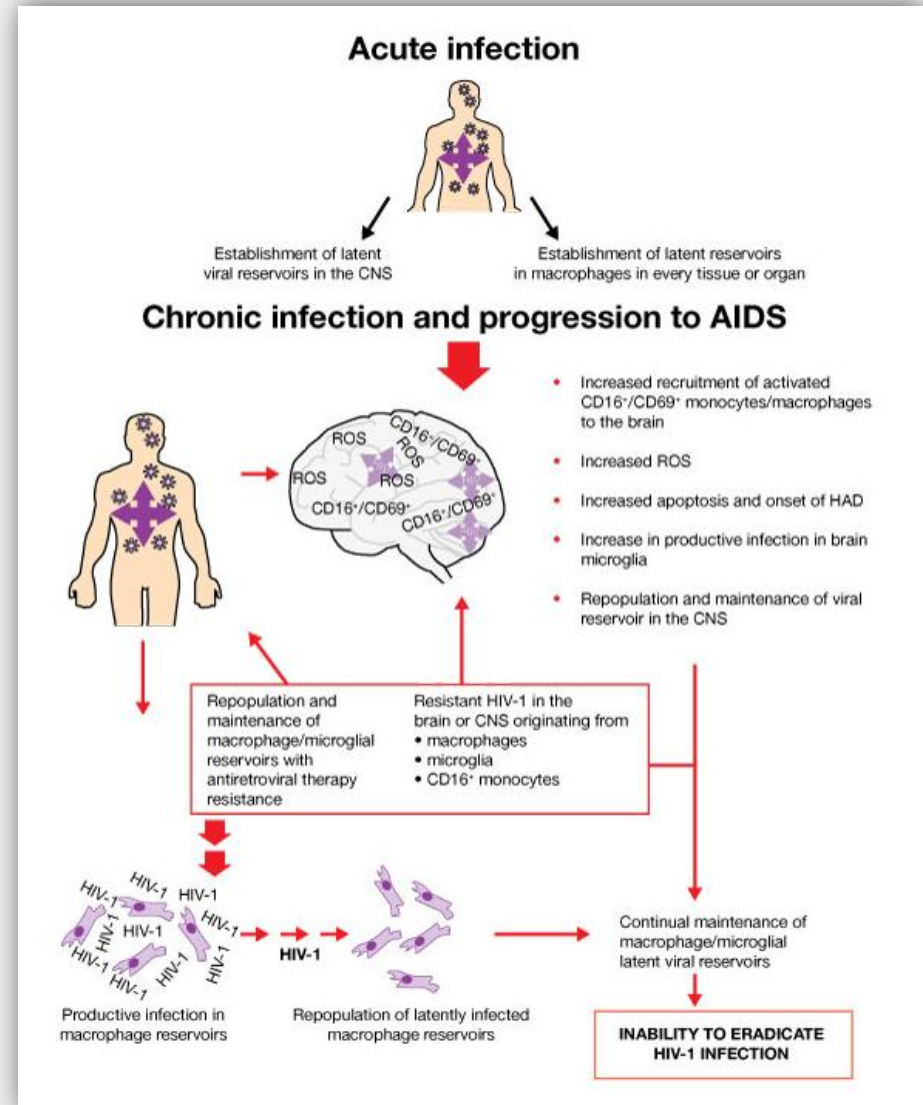 Acute infection
Establishment of latent
viral reservoirs in the CNS
Establishment of latent reservoirs
in macrophages in every tissue or organ
Chronic infection and progression to AIDS
ROS
CD16⁺/CD69⁺
ROS
ROS
ROS
CD16⁺/CD69⁺
CD16⁺/CD69⁺
• Increased recruitment of activated
CD16⁺/CD69⁺ monocytes/macrophages
to the brain
• Increased ROS
• Increased apoptosis and onset of HAD
• Increase in productive infection in brain
microglia
• Repopulation and maintenance of viral
reservoir in the CNS
Repopulation and
maintenance of
macrophage/microglial
reservoirs with
antiretroviral therapy
resistance
Resistant HIV-1 in the
brain or CNS originating from
• macrophages
• microglia
• CD16⁺ monocytes
HIV-1
HIV-1
HIV-1
HIV-1
HIV-1
HIV-1
HIV-1
HIV-1
HIV-1
HIV-1
HIV-1
HIV-1
Productive infection in
macrophage reservoirs
Repopulation of latently infected
macrophage reservoirs
Continual maintenance of
macrophage/microglial
latent viral reservoirs
INABILITY TO ERADICATE
HIV-1 INFECTION